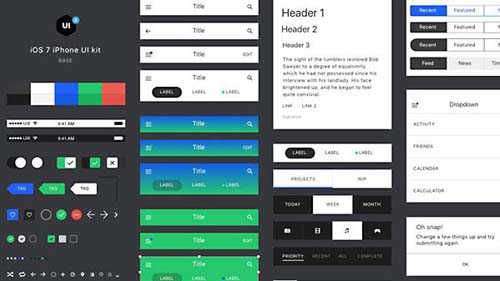 UI
iOS 7 iPhone UI kit
BASE
9:41 AM
9:41 AM
TAG
TAG
TAG
Title
Title
EDIT
Title
LABEL
LABEL
LABEL
Title
Title
EDIT
Title
LABEL
LABEL
LABEL
Title
Title
EDIT
Title
LABEL
LABEL
LABEL
Header 1
Header 2
Header 3
The sight of the tumblers restored Bob
Sawyer to a degree of equanimity
which he had not possessed since his
interview with his landlady. His face
brightened up, and he began to feel
quite convivial.
LINK
LINK 2
LABEL
LABEL
LABEL
PROJECTS
WIP
TODAY
WEEK
MONTH
PRIORITY
RECENT
ALL
COMPLETE
Recent
Featured
Recent
Featured
Recent
Featured
Feed
News
Dropdown
ACTIVITY
FRIENDS
CALENDAR
CALCULATOR
Oh snap!
Change a few things up and try
submitting again.
OK